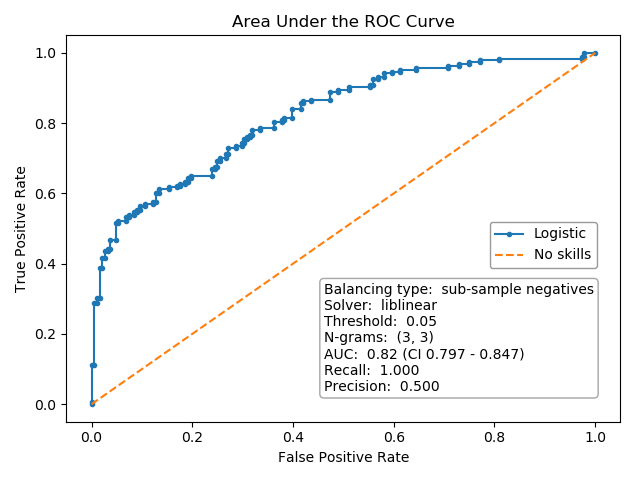 Area Under the ROC Curve
True Positive Rate
1.0
0.8
0.6
0.4
0.2
0.0
Logistic
No skills
Balancing type:  sub-sample negatives
Solver:  liblinear
Threshold:  0.05
N-grams:  (3, 3)
AUC:  0.82 (CI 0.797 - 0.847)
Recall:  1.000
Precision:  0.500
0.0 0.2 0.4 0.6 0.8 1.0
False Positive Rate